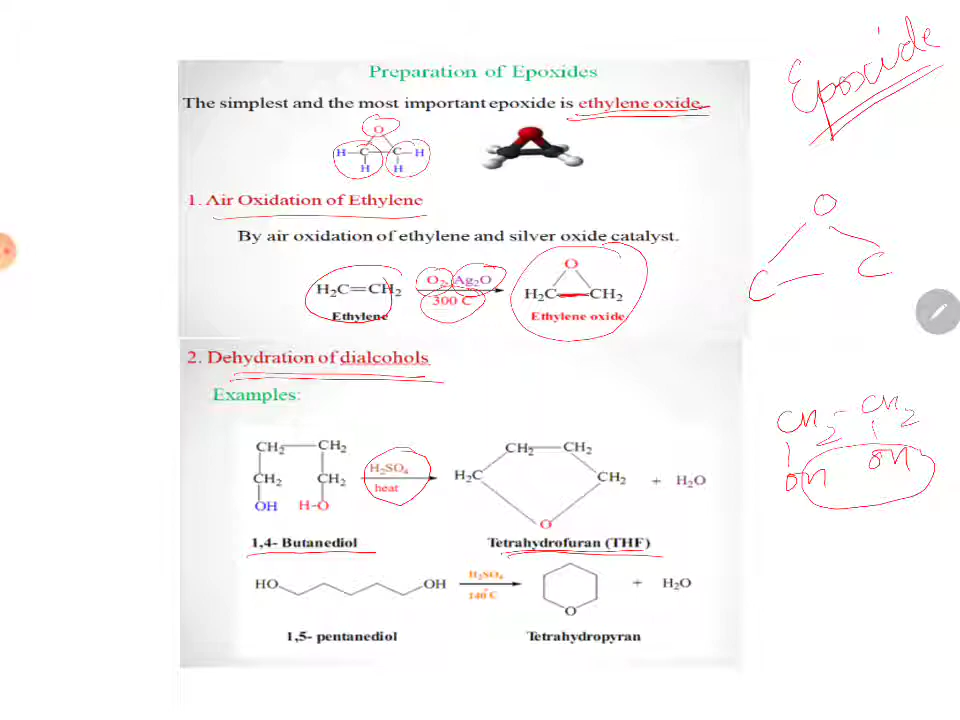 Epoxide
Preparation of Epoxides
The simplest and the most important epoxide is ethylene oxide.
O
H C C H
H H
1. Air Oxidation of Ethylene
O
C C
By air oxidation of ethylene and silver oxide catalyst.
O
H₂C=CH₂ O₂, Ag₂O H₂C CH₂
300 C
Ethylene Ethylene oxide
2. Dehydration of dialcohols
Examples:
CH₂ - CH₂
OH OH
CH₂ CH₂ CH₂ CH₂
CH₂ CH₂ H₂SO₄ H₂C CH₂ + H₂O
heat
OH H-O O
1,4- Butanediol Tetrahydrofuran (THF)
HO OH H₂SO₄ + H₂O
140°C
O
1,5- pentanediol Tetrahydropyran